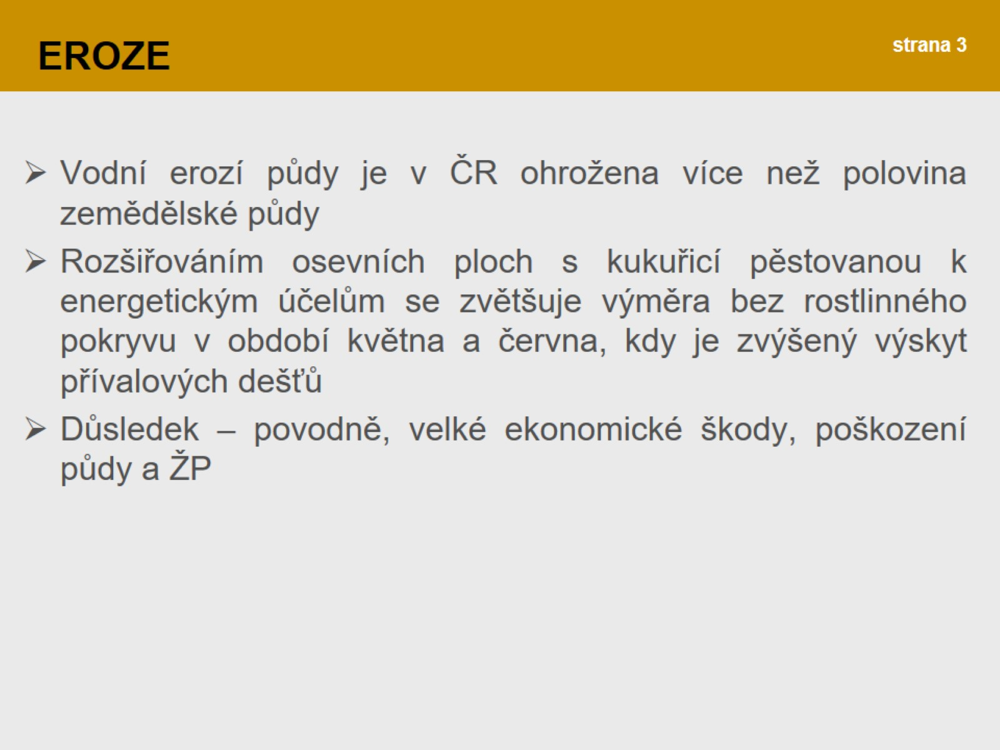 EROZE
strana 3
➢ Vodní erozí půdy je v ČR ohrožena více než polovina
zemědělské půdy
➢ Rozšiřováním osevních ploch s kukuřicí pěstovanou k
energetickým účelům se zvětšuje výměra bez rostlinného
pokryvu v období května a června, kdy je zvýšený výskyt
přívalových dešťů
➢ Důsledek – povodně, velké ekonomické škody, poškození
půdy a ŽP